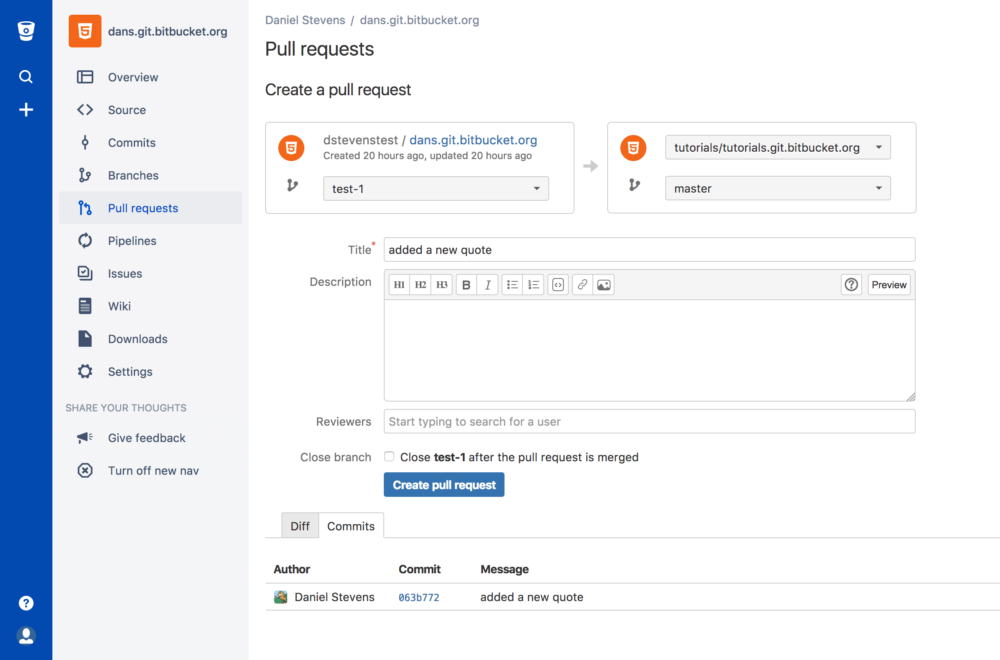 dans.git.bitbucket.org
Overview
Source
Commits
Branches
Pull requests
Pipelines
Issues
Wiki
Downloads
Settings
SHARE YOUR THOUGHTS
Give feedback
Turn off new nav
Daniel Stevens / dans.git.bitbucket.org
Pull requests
Create a pull request
dstevenstest / dans.git.bitbucket.org
Created 20 hours ago, updated 20 hours ago
test-1
tutorials/tutorials.git.bitbucket.org
master
Title* added a new quote
Description H1 H2 H3 B I Preview
Reviewers Start typing to search for a user
Close branch Close test-1 after the pull request is merged
Create pull request
Diff Commits
Author Commit Message
Daniel Stevens 063b772 added a new quote